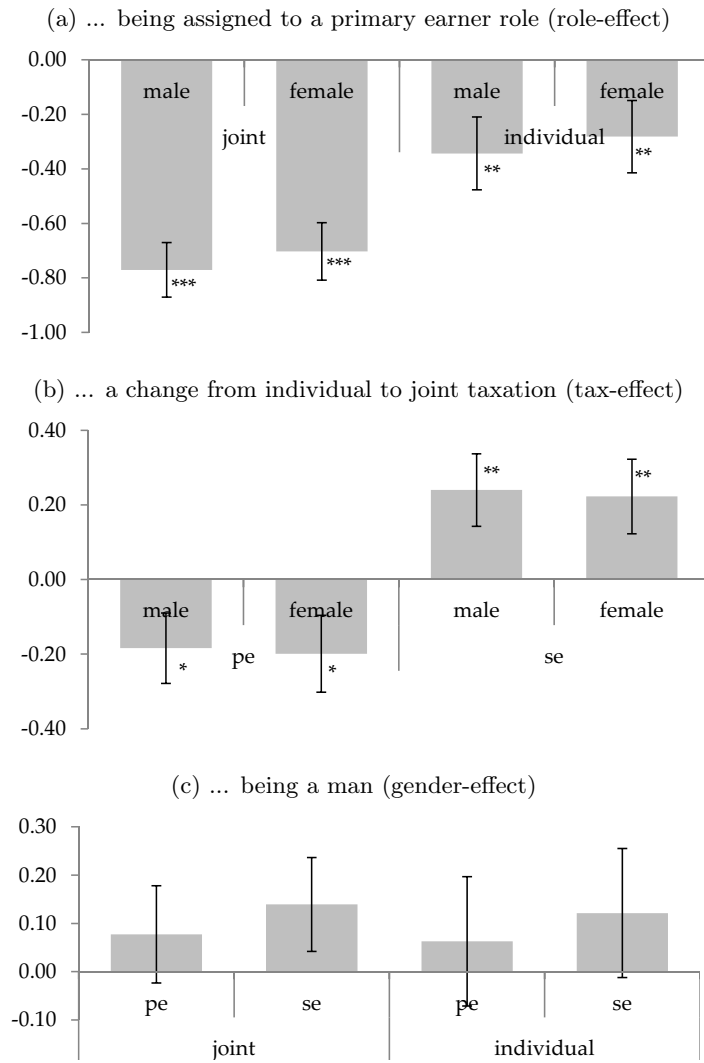 (a) ... being assigned to a primary earner role (role-effect)
0.00
male female male female
-0.20
joint individual
-0.40
** **
-0.60
-0.80
*** ***
-1.00
(b) ... a change from individual to joint taxation (tax-effect)
0.40
** **
0.20
0.00
male female male female
-0.20
pe se
* *
-0.40
(c) ... being a man (gender-effect)
0.30
0.20
0.10
0.00
pe se pe se
-0.10
joint individual